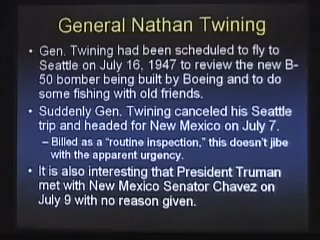 General Nathan Twining
• Gen. Twining had been scheduled to fly to
Seattle on July 16, 1947 to review the new B-
50 bomber being built by Boeing and to do
some fishing with old friends.
• Suddenly Gen. Twining canceled his Seattle
trip and headed for New Mexico on July 7.
– Billed as a “routine inspection,” this doesn’t jibe
with the apparent urgency.
• It is also interesting that President Truman
met with New Mexico Senator Chavez on
July 9 with no reason given.